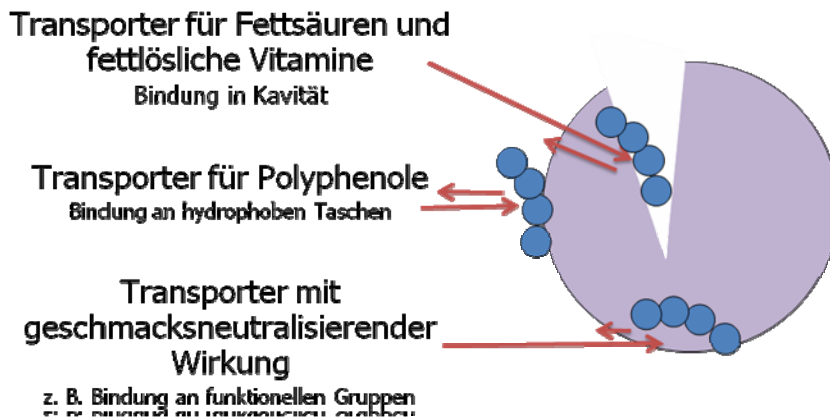 Transporter für Fettsäuren und
fettlösliche Vitamine
Bindung in Kavität
Transporter für Polyphenole
Bindung an hydrophoben Taschen
Transporter mit
geschmacksneutralisierender
Wirkung
z. B. Bindung an funktionellen Gruppen